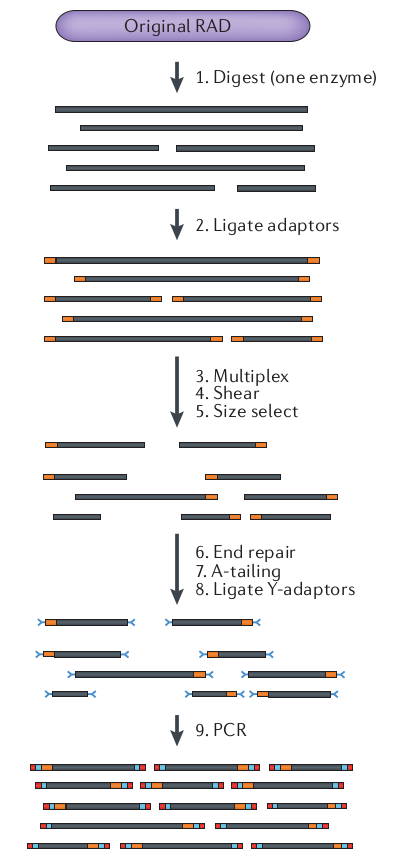 Original RAD
1. Digest (one enzyme)
2. Ligate adaptors
3. Multiplex
4. Shear
5. Size select
6. End repair
7. A-tailing
8. Ligate Y-adaptors
9. PCR